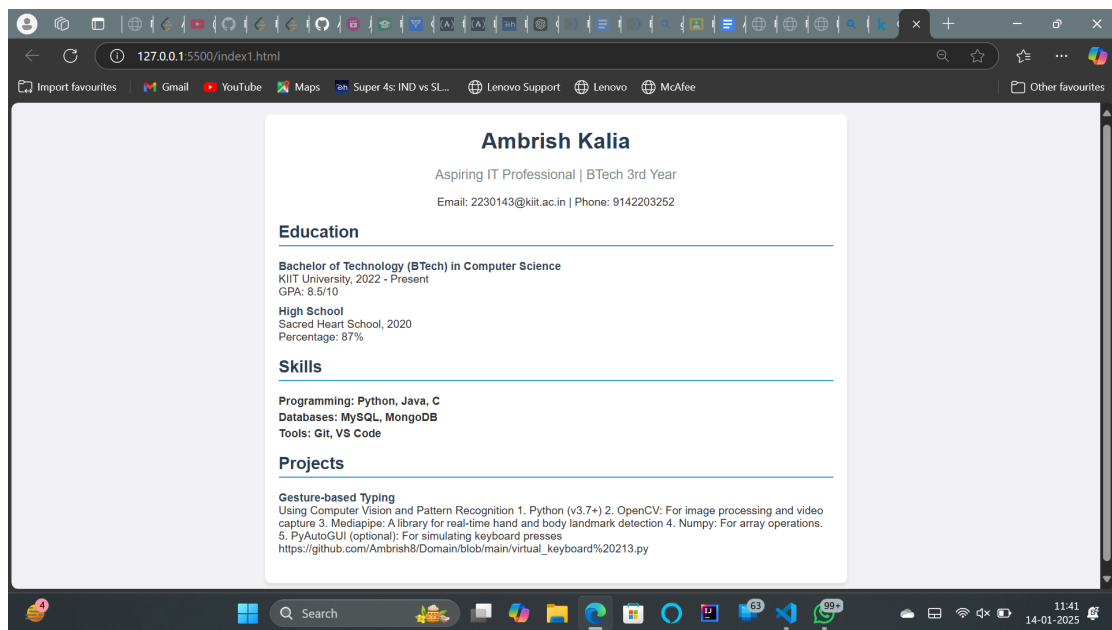 127.0.0.1:5500/index1.html
Import favourites
Gmail
YouTube
Maps
Super 4s: IND vs SL...
Lenovo Support
Lenovo
McAfee
Other favourites
Ambrish Kalia
Aspiring IT Professional | BTech 3rd Year
Email: 2230143@kiit.ac.in | Phone: 9142203252
Education
Bachelor of Technology (BTech) in Computer Science
KIIT University, 2022 - Present
GPA: 8.5/10
High School
Sacred Heart School, 2020
Percentage: 87%
Skills
Programming: Python, Java, C
Databases: MySQL, MongoDB
Tools: Git, VS Code
Projects
Gesture-based Typing
Using Computer Vision and Pattern Recognition 1. Python (v3.7+) 2. OpenCV: For image processing and video
capture 3. Mediapipe: A library for real-time hand and body landmark detection 4. Numpy: For array operations.
5. PyAutoGUI (optional): For simulating keyboard presses
https://github.com/Ambrish8/Domain/blob/main/virtual_keyboard%20213.py
4
Search
63
99+
11:41
14-01-2025